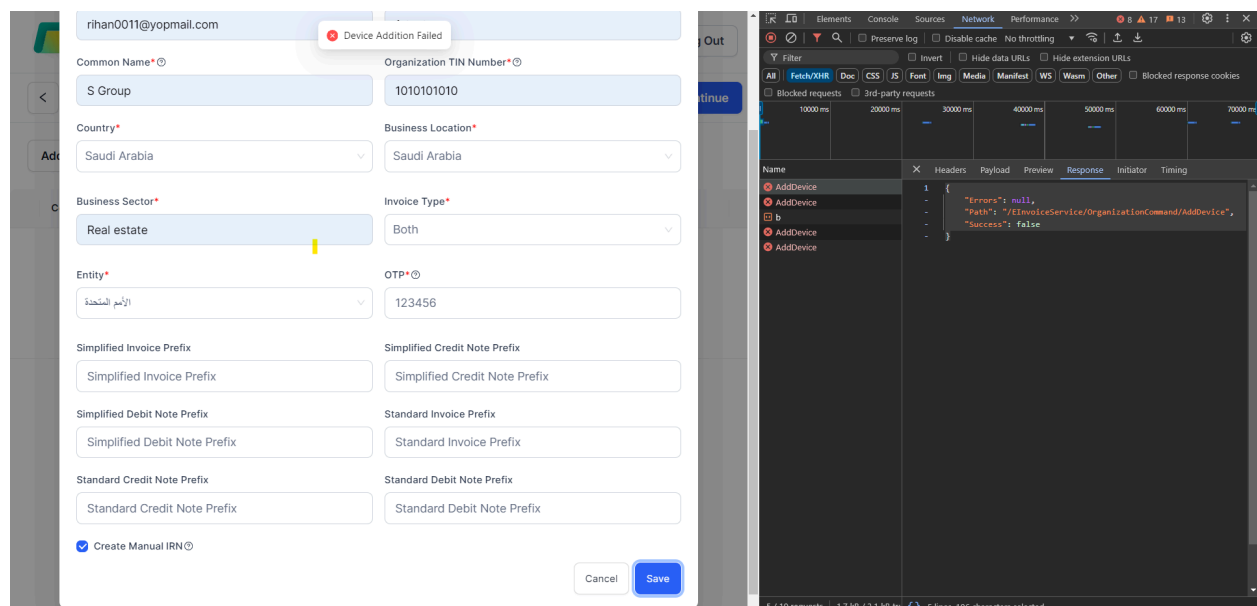 rihan0011@yopmail.com
Device Addition Failed
Out
Common Name*
Organization TIN Number*
S Group
1010101010
Country*
Business Location*
Saudi Arabia
Saudi Arabia
Business Sector*
Invoice Type*
Real estate
Both
Entity*
OTP*
الأمم المتحدة
123456
Simplified Invoice Prefix
Simplified Credit Note Prefix
Simplified Invoice Prefix
Simplified Credit Note Prefix
Simplified Debit Note Prefix
Standard Invoice Prefix
Simplified Debit Note Prefix
Standard Invoice Prefix
Standard Credit Note Prefix
Standard Debit Note Prefix
Standard Credit Note Prefix
Standard Debit Note Prefix
Create Manual IRN
Cancel Save
Elements Console Sources Network Performance 8 17 13
Preserve log Disable cache No throttling
Filter Invert Hide data URLs Hide extension URLs
All Fetch/XHR Doc CSS JS Font Img Media Manifest WS Wasm Other Blocked response cookies
Blocked requests 3rd-party requests
10000 ms 20000 ms 30000 ms 40000 ms 50000 ms 60000 ms 70000 ms
Name
AddDevice
AddDevice
b
AddDevice
AddDevice
Headers Payload Preview Response Initiator Timing
1 {
- "Errors": null,
- "Path": "/EInvoiceService/OrganizationCommand/AddDevice",
- "Success": false
- }